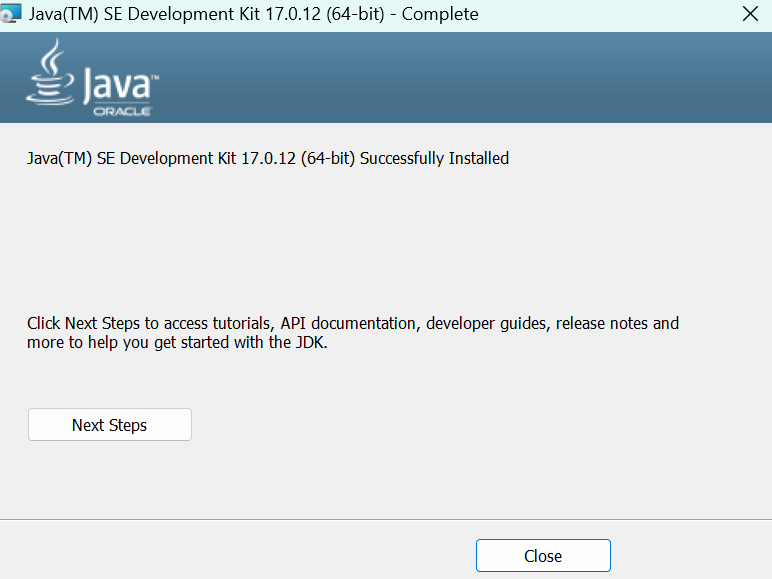 Java(TM) SE Development Kit 17.0.12 (64-bit) - Complete
Java™
ORACLE
Java(TM) SE Development Kit 17.0.12 (64-bit) Successfully Installed
Click Next Steps to access tutorials, API documentation, developer guides, release notes and
more to help you get started with the JDK.
Next Steps
Close